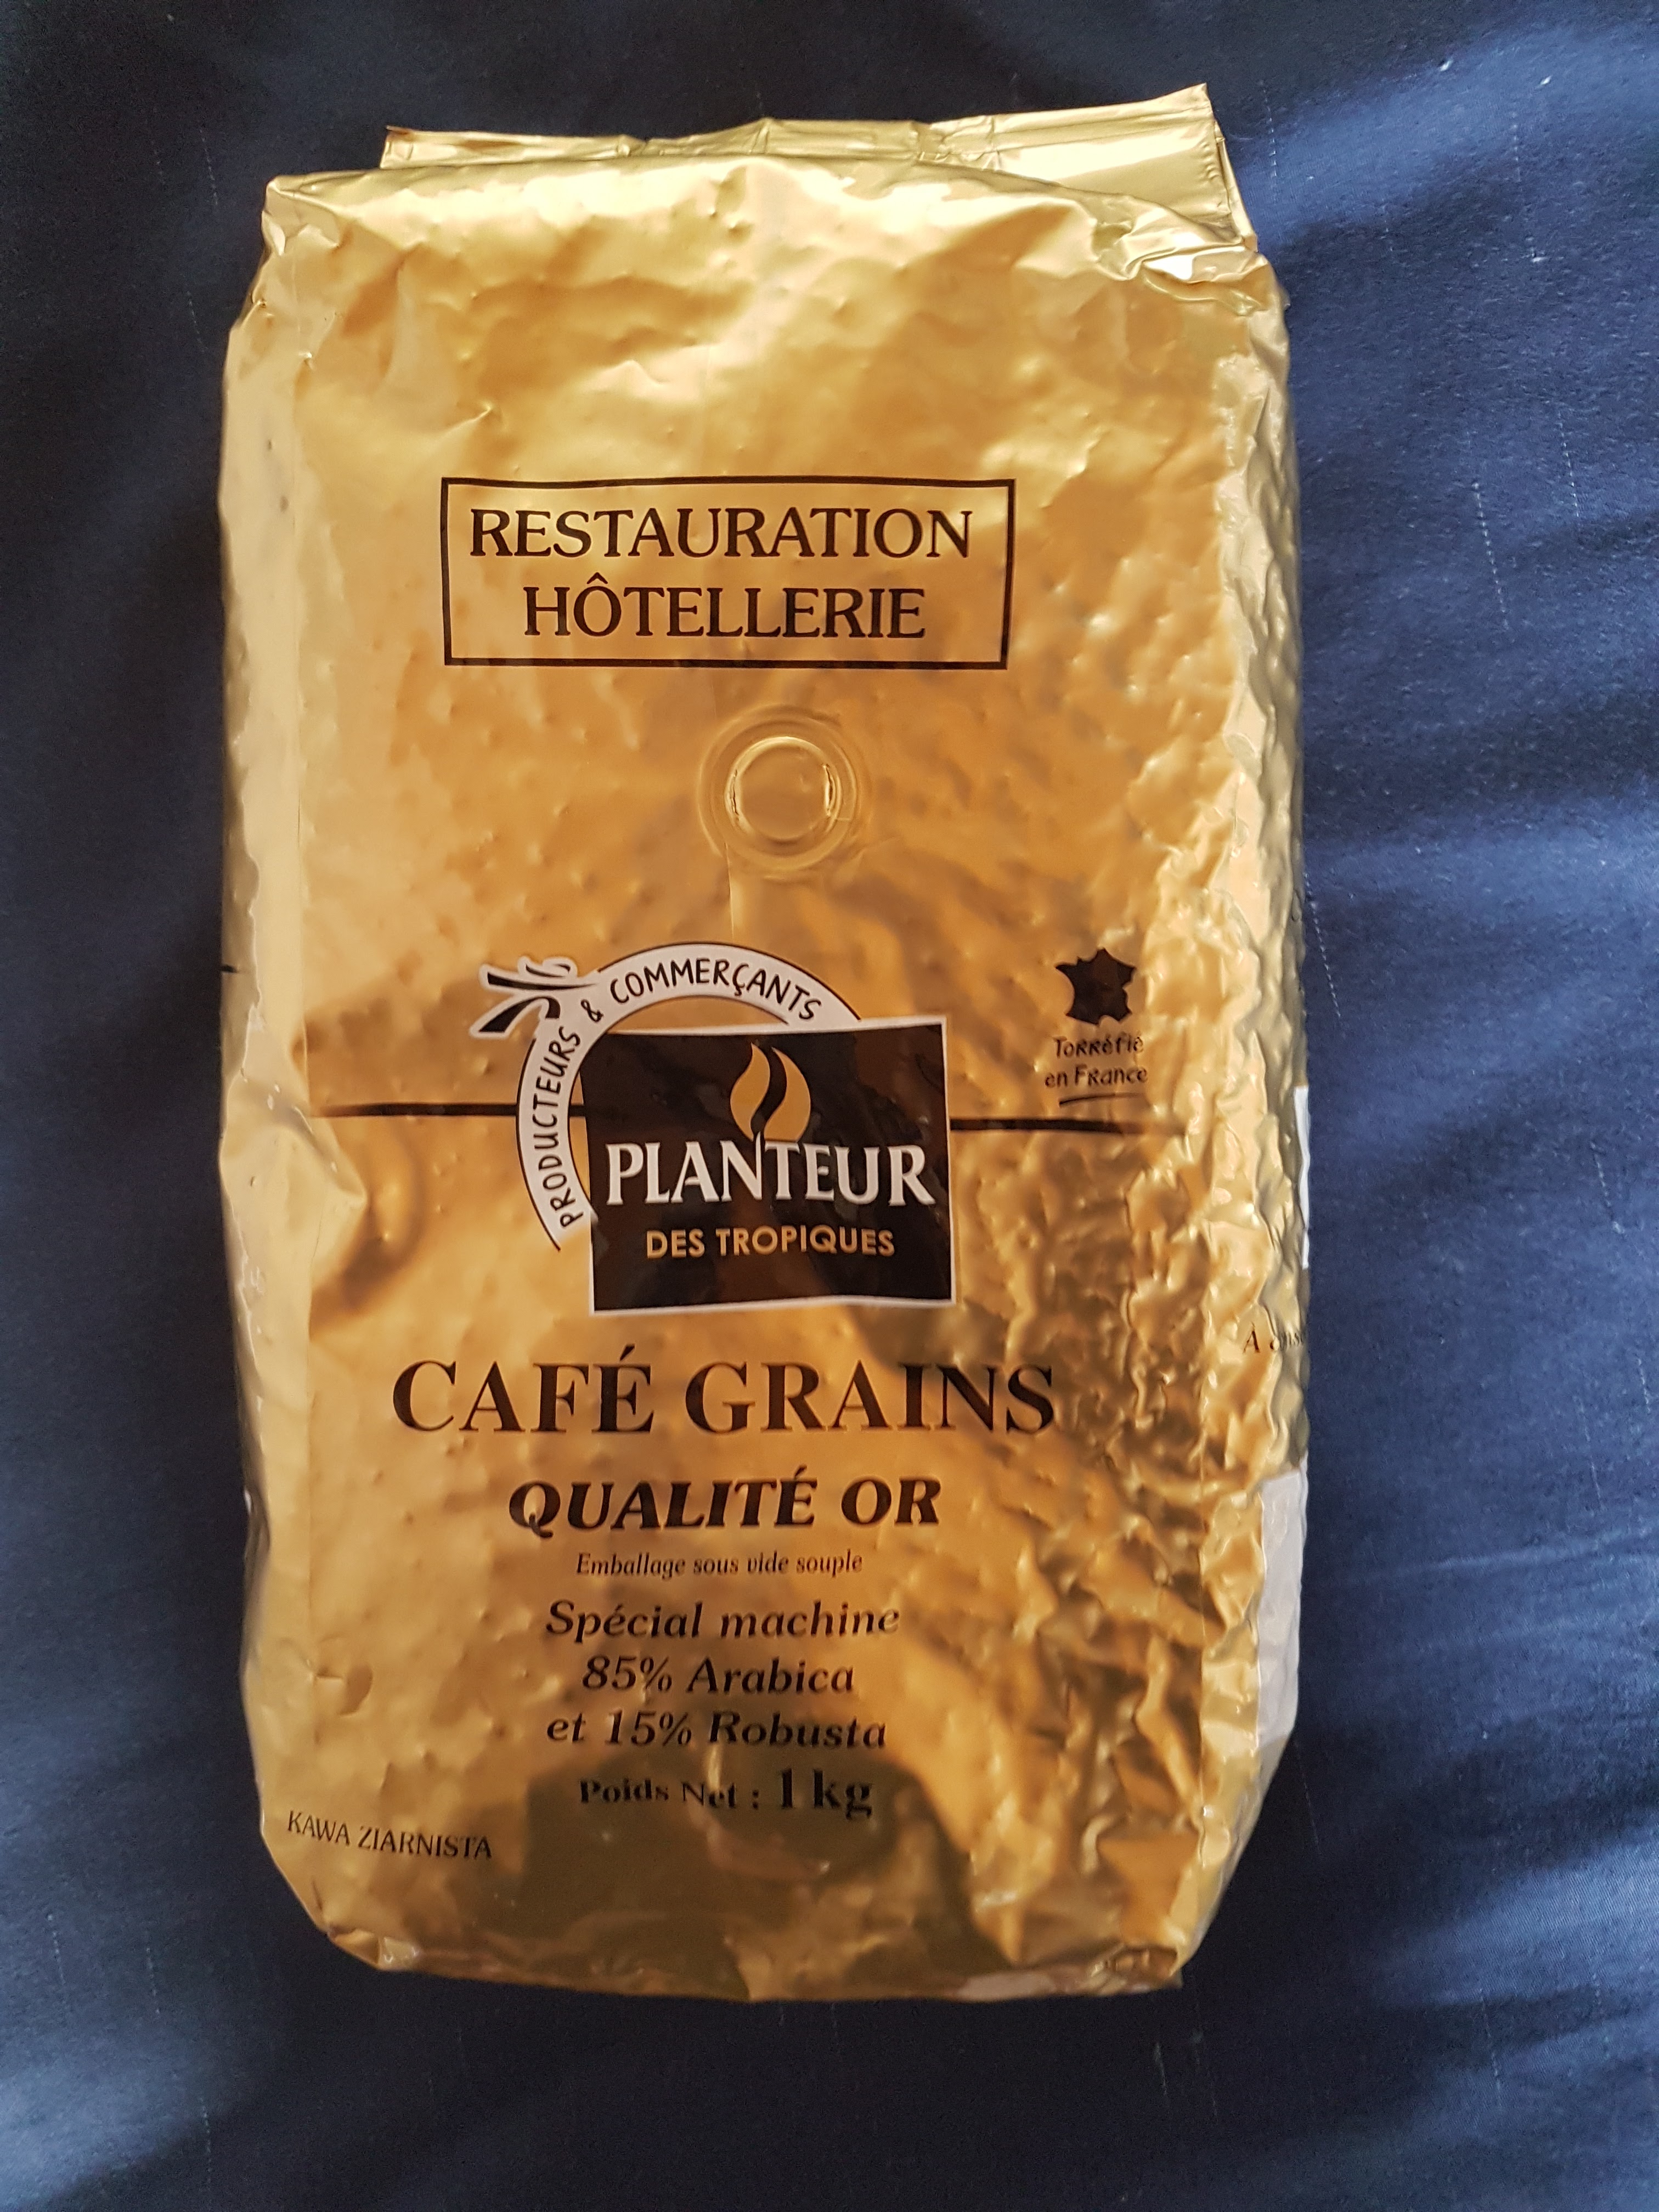 RESTAURATION
HÔTELLERIE
PRODUCTEURS & COMMERÇANTS
Torréfié
en France
PLANTEUR
DES TROPIQUES
CAFÉ GRAINS
QUALITÉ OR
Emballage sous vide souple
Spécial machine
85% Arabica
et 15% Robusta
Poids Net : 1 kg
KAWA ZIARNISTA
À